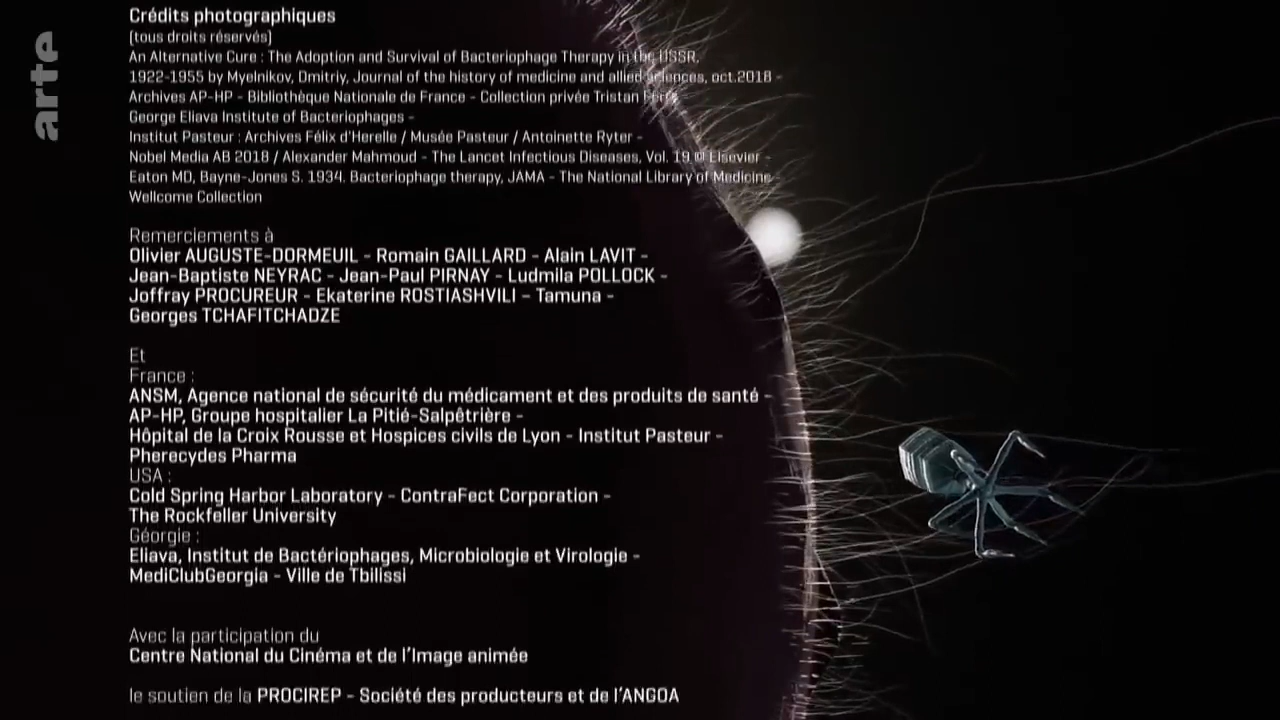 arte
Crédits photographiques
(tous droits réservés)
An Alternative Cure : The Adoption and Survival of Bacteriophage Therapy in the USSR,
1922-1955 by Myelnikov, Dmitriy, Journal of the history of medicine and allied sciences, oct.2018 -
Archives AP-HP - Bibliothèque Nationale de France - Collection privée Tristan
George Eliava Institute of Bacteriophages -
Institut Pasteur : Archives Félix d'Herelle / Musée Pasteur / Antoinette Ryter -
Nobel Media AB 2018 / Alexander Mahmoud - The Lancet Infectious Diseases, Vol. 19 © Elsevier -
Eaton MD, Bayne-Jones S. 1934. Bacteriophage therapy, JAMA - The National Library of Medicine-
Wellcome Collection
Remerciements à
Olivier AUGUSTE-DORMEUIL - Romain GAILLARD - Alain LAVIT -
Jean-Baptiste NEYRAC - Jean-Paul PIRNAY - Ludmila POLLOCK -
Joffray PROCUREUR - Ekaterine ROSTIASHVILI - Tamuna -
Georges TCHAFITCHADZE
Et
France :
ANSM, Agence national de sécurité du médicament et des produits de santé -
AP-HP, Groupe hospitalier La Pitié-Salpêtrière -
Hôpital de la Croix Rousse et Hospices civils de Lyon - Institut Pasteur -
Pherecydes Pharma
USA :
Cold Spring Harbor Laboratory - ContraFect Corporation -
The Rockfeller University
Géorgie :
Eliava, Institut de Bactériophages, Microbiologie et Virologie -
MediClubGeorgia - Ville de Tbilissi
Avec la participation du
Centre National du Cinéma et de l'Image animée
le soutien de la PROCIREP - Société des producteurs et de l'ANGOA